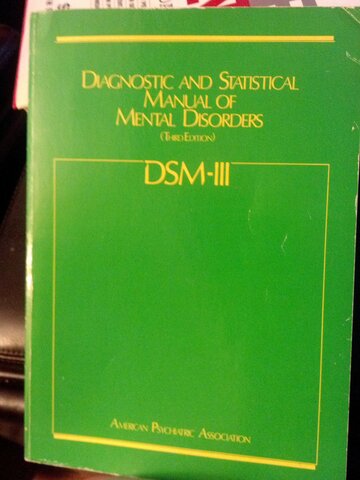 DIAGNOSTIC AND STATISTICAL
MANUAL OF
MENTAL DISORDERS
(THIRD EDITION)
DSM-III
AMERICAN PSYCHIATRIC ASSOCIATION